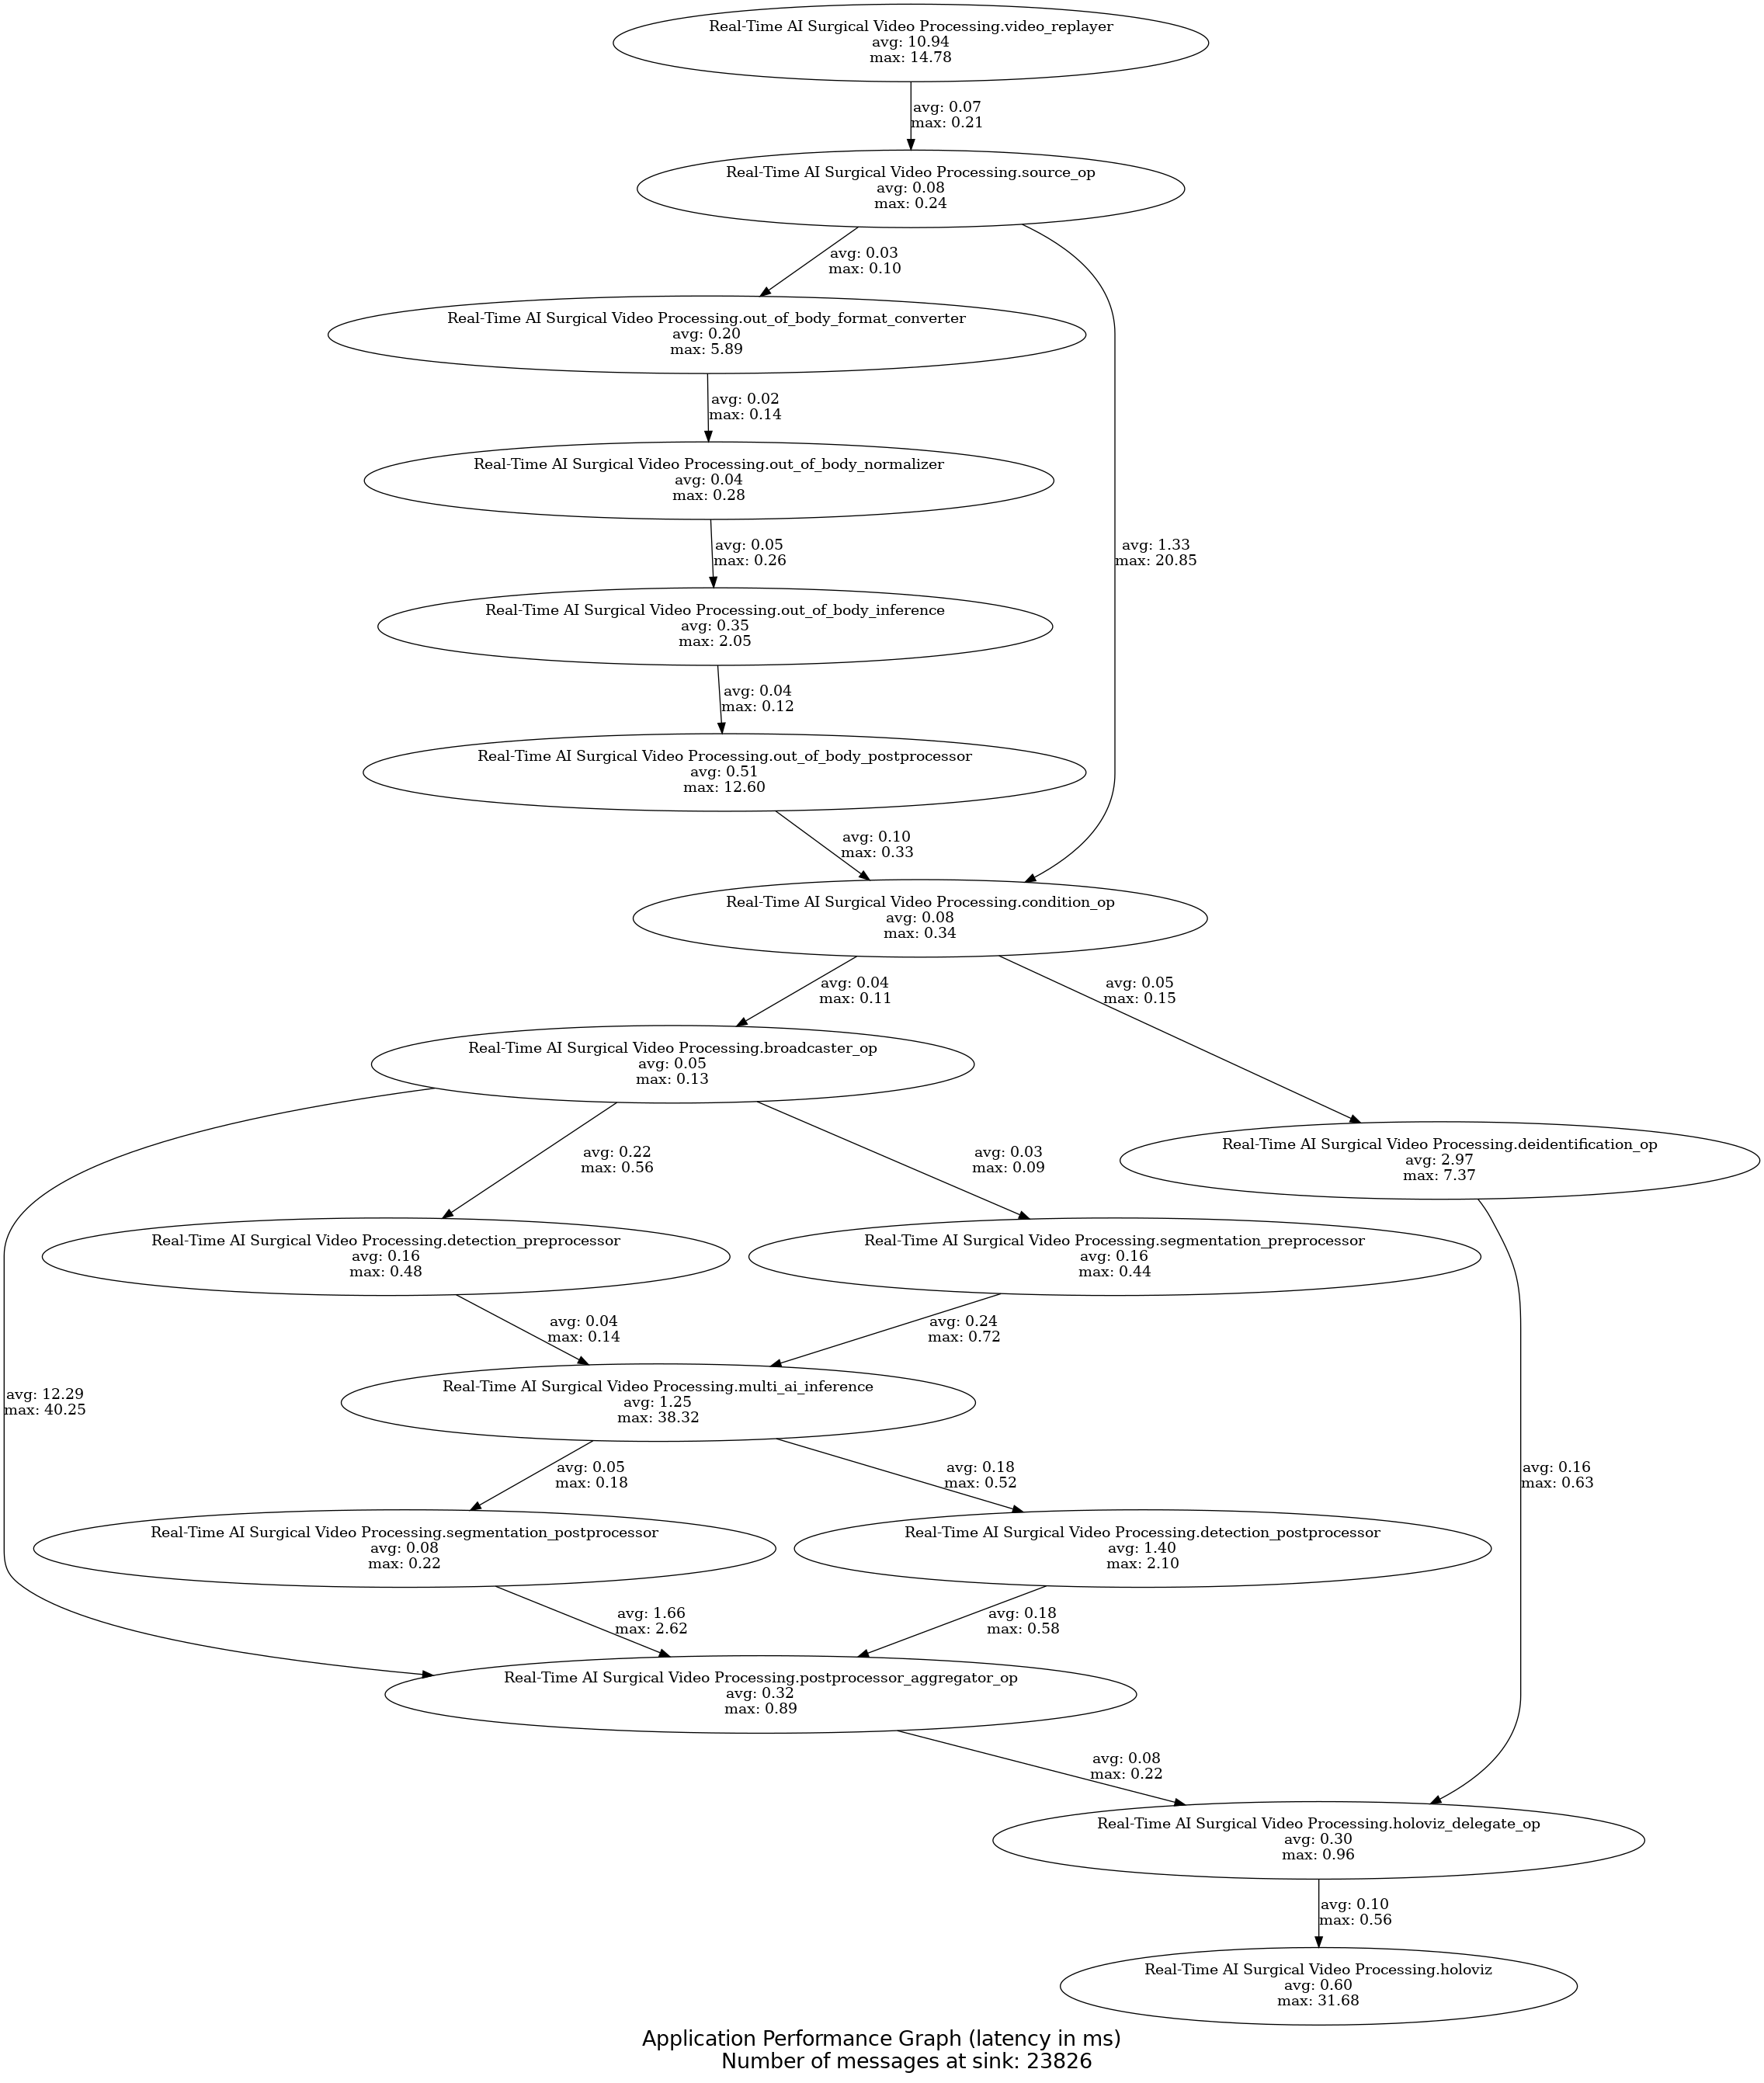 Real-Time AI Surgical Video Processing.video_replayer
avg: 10.94
max: 14.78
avg: 0.07
max: 0.21
Real-Time AI Surgical Video Processing.source_op
avg: 0.08
max: 0.24
avg: 0.03
max: 0.10
Real-Time AI Surgical Video Processing.out_of_body_format_converter
avg: 0.20
max: 5.89
avg: 0.02
max: 0.14
Real-Time AI Surgical Video Processing.out_of_body_normalizer
avg: 0.04
max: 0.28
avg: 0.05
max: 0.26
avg: 1.33
max: 20.85
Real-Time AI Surgical Video Processing.out_of_body_inference
avg: 0.35
max: 2.05
avg: 0.04
max: 0.12
Real-Time AI Surgical Video Processing.out_of_body_postprocessor
avg: 0.51
max: 12.60
avg: 0.10
max: 0.33
Real-Time AI Surgical Video Processing.condition_op
avg: 0.08
max: 0.34
avg: 0.04
max: 0.11
avg: 0.05
max: 0.15
Real-Time AI Surgical Video Processing.broadcaster_op
avg: 0.05
max: 0.13
avg: 0.22
max: 0.56
avg: 0.03
max: 0.09
Real-Time AI Surgical Video Processing.deidentification_op
avg: 2.97
max: 7.37
Real-Time AI Surgical Video Processing.detection_preprocessor
avg: 0.16
max: 0.48
Real-Time AI Surgical Video Processing.segmentation_preprocessor
avg: 0.16
max: 0.44
avg: 0.04
max: 0.14
avg: 0.24
max: 0.72
avg: 12.29
max: 40.25
Real-Time AI Surgical Video Processing.multi_ai_inference
avg: 1.25
max: 38.32
avg: 0.05
max: 0.18
avg: 0.18
max: 0.52
avg: 0.16
max: 0.63
Real-Time AI Surgical Video Processing.segmentation_postprocessor
avg: 0.08
max: 0.22
Real-Time AI Surgical Video Processing.detection_postprocessor
avg: 1.40
max: 2.10
avg: 1.66
max: 2.62
avg: 0.18
max: 0.58
Real-Time AI Surgical Video Processing.postprocessor_aggregator_op
avg: 0.32
max: 0.89
avg: 0.08
max: 0.22
Real-Time AI Surgical Video Processing.holoviz_delegate_op
avg: 0.30
max: 0.96
avg: 0.10
max: 0.56
Real-Time AI Surgical Video Processing.holoviz
avg: 0.60
max: 31.68
Application Performance Graph (latency in ms)
Number of messages at sink: 23826